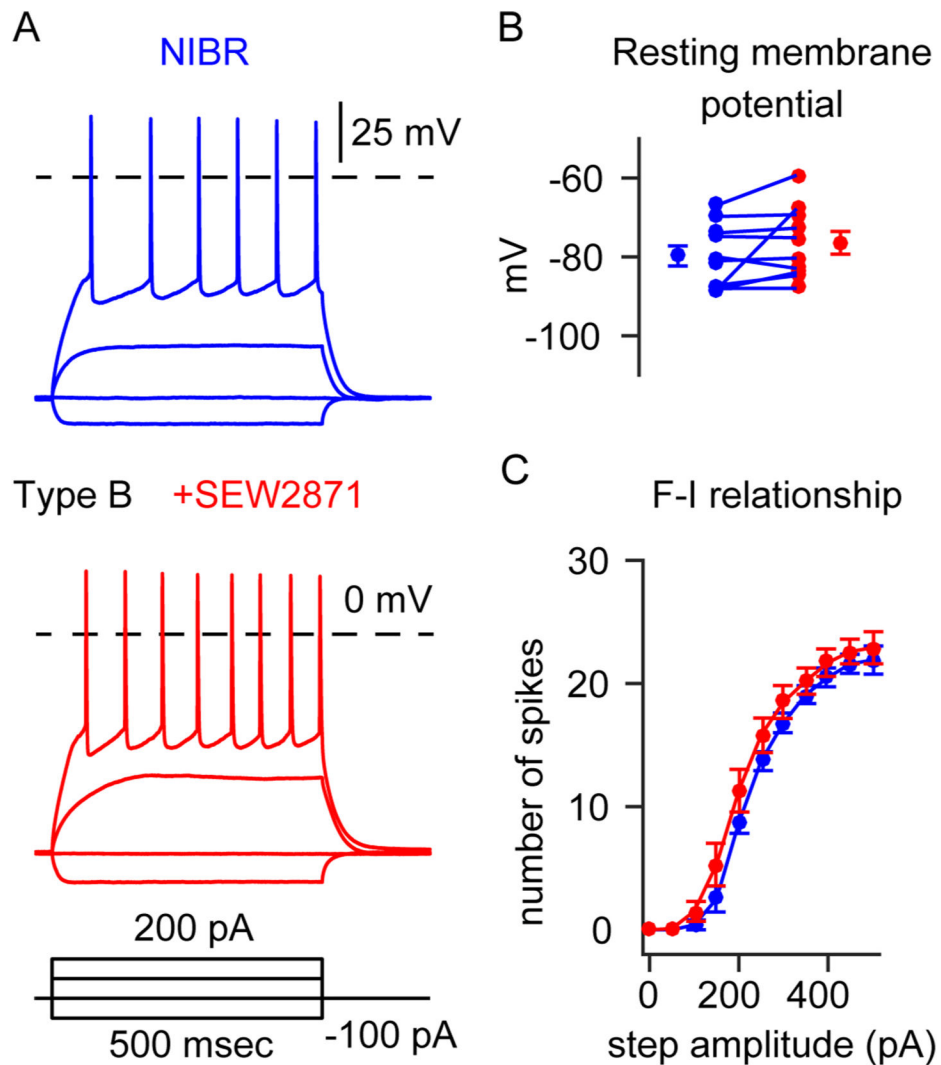 A
NIBR
25 mV
Type B +SEW2871
0 mV
200 pA
500 msec
-100 pA
B
Resting membrane
potential
mV
-60
-80
-100
C
F-I relationship
number of spikes
30
20
10
0
0 200 400
step amplitude (pA)